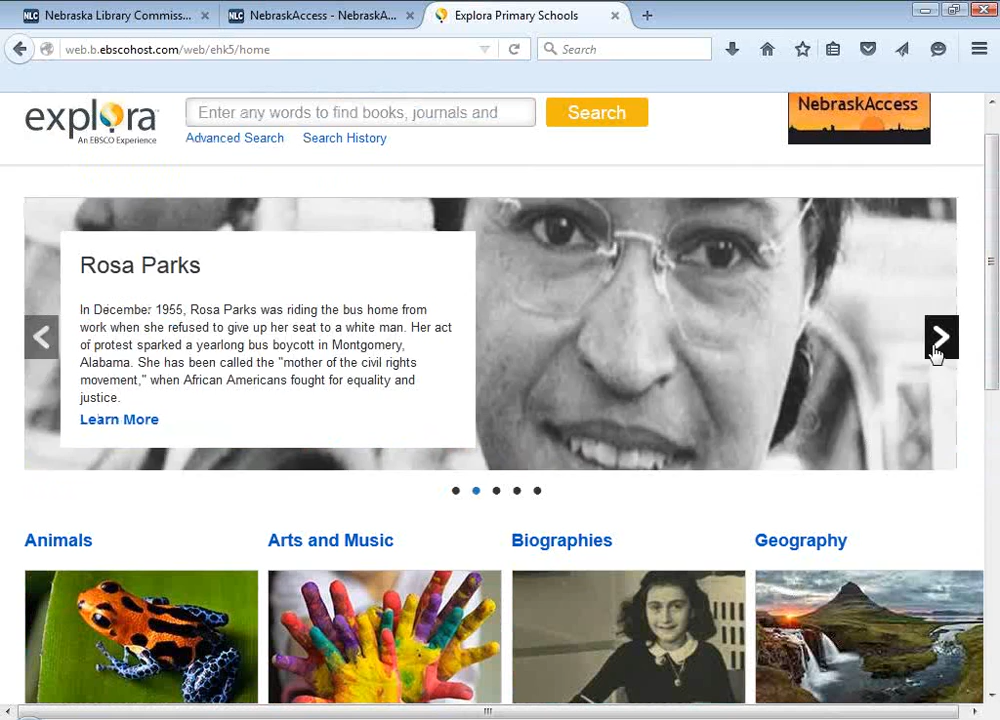 Nebraska Library Commiss...
NebraskAccess - NebraskA...
Explora Primary Schools
web.b.ebscohost.com/web/ehk5/home
Search
explora
An EBSCO Experience
Enter any words to find books, journals and
Search
Advanced Search
Search History
NebraskAccess
Rosa Parks
In December 1955, Rosa Parks was riding the bus home from
work when she refused to give up her seat to a white man. Her act
of protest sparked a yearlong bus boycott in Montgomery,
Alabama. She has been called the "mother of the civil rights
movement," when African Americans fought for equality and
justice.
Learn More
Animals
Arts and Music
Biographies
Geography